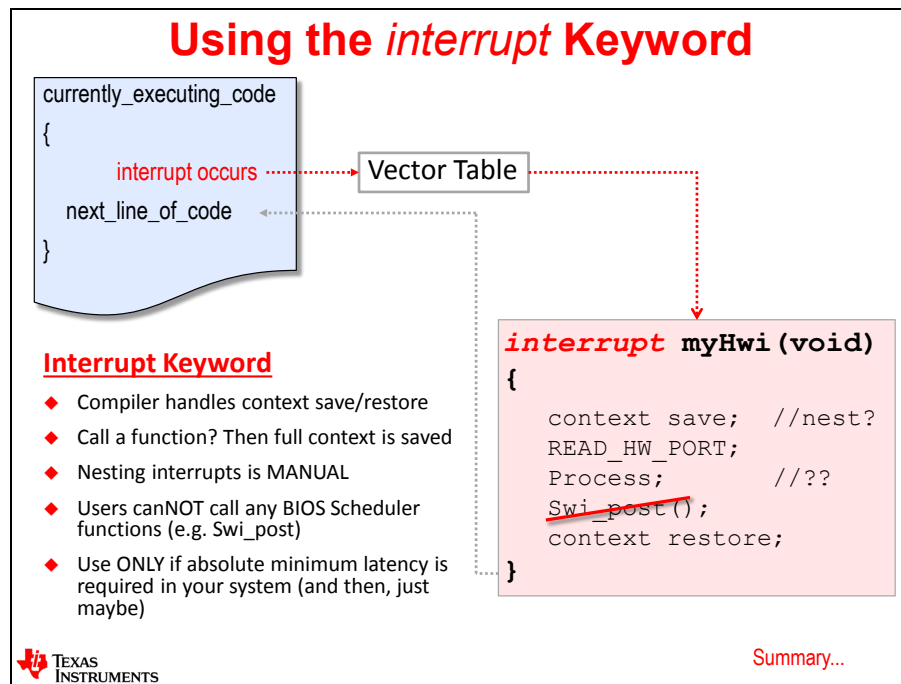 Using the interrupt Keyword
currently_executing_code
{
interrupt occurs
next_line_of_code
}
Vector Table
Interrupt Keyword
Compiler handles context save/restore
Call a function? Then full context is saved
Nesting interrupts is MANUAL
Users canNOT call any BIOS Scheduler
functions (e.g. Swi_post)
Use ONLY if absolute minimum latency is
required in your system (and then, just
maybe)
interrupt myHwi(void)
{
context save; //nest?
READ_HW_PORT;
Process; //??
Swi_post();
context restore;
}
TEXAS
INSTRUMENTS
Summary...